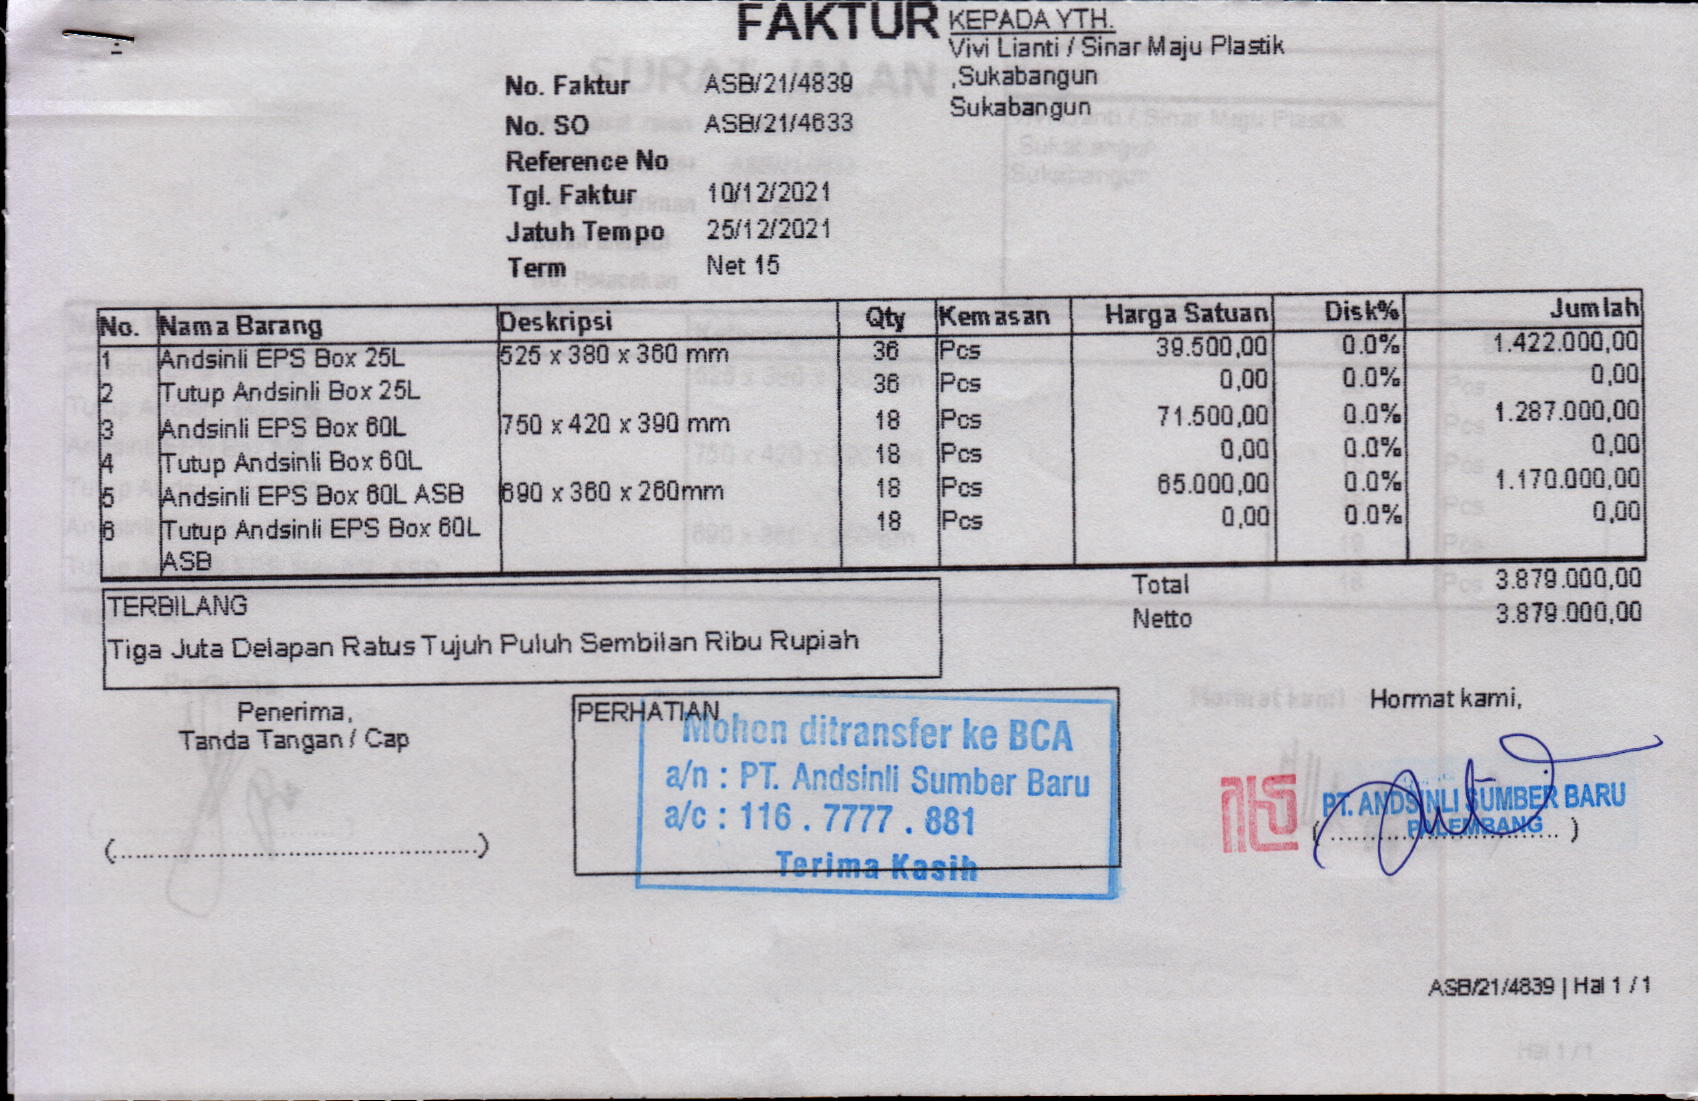 FAKTUR
KEPADA YTH.
Vivi Lianti / Sinar Maju Plastik
,Sukabangun
Sukabangun
No. Faktur ASB/21/4839
No. SO ASB/21/4633
Reference No
Tgl. Faktur 10/12/2021
Jatuh Tempo 25/12/2021
Term Net 15
No. Nama Barang Deskripsi Qty Kemasan Harga Satuan Disk% Jumlah
1 Andsinli EPS Box 25L 525 x 380 x 360 mm 36 Pcs 39.500,00 0.0% 1.422.000,00
2 Tutup Andsinli Box 25L 36 Pcs 0,00 0.0% 0,00
3 Andsinli EPS Box 60L 750 x 420 x 390 mm 18 Pcs 71.500,00 0.0% 1.287.000,00
4 Tutup Andsinli Box 60L 18 Pcs 0,00 0.0% 0,00
5 Andsinli EPS Box 60L ASB 690 x 360 x 260mm 18 Pcs 65.000,00 0.0% 1.170.000,00
6 Tutup Andsinli EPS Box 60L 18 Pcs 0,00 0.0% 0,00
ASB
Total 3.879.000,00
Netto 3.879.000,00
TERBILANG
Tiga Juta Delapan Ratus Tujuh Puluh Sembilan Ribu Rupiah
Penerima,
Tanda Tangan / Cap
(................................................)
PERHATIAN
Mohon ditransfer ke BCA
a/n : PT. Andsinli Sumber Baru
a/c : 116 . 7777 . 881
Terima Kasih
Hormat kami,
PT. ANDSINLI SUMBER BARU
PALEMBANG
(................................)
ASB/21/4839 | Hal 1 / 1